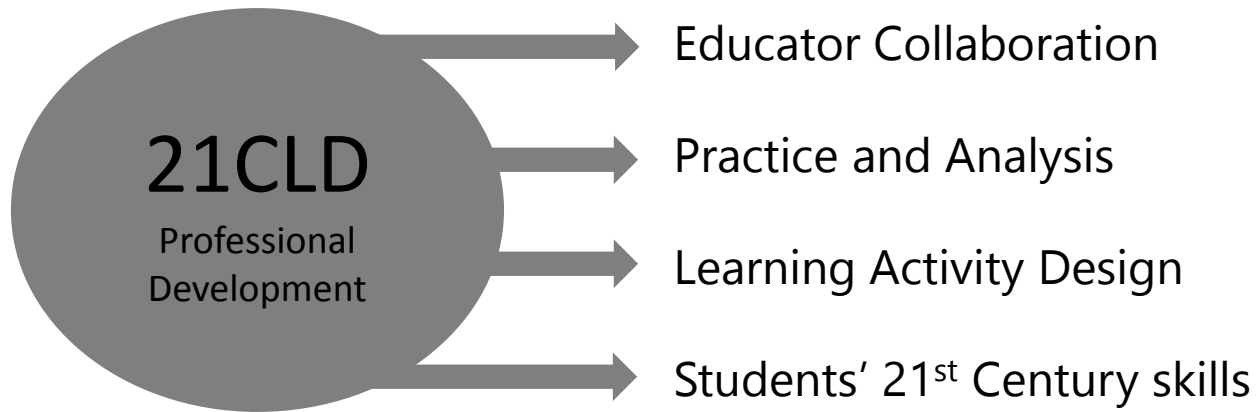 21CLD
Professional
Development
Educator Collaboration
Practice and Analysis
Learning Activity Design
Students’ 21st Century skills